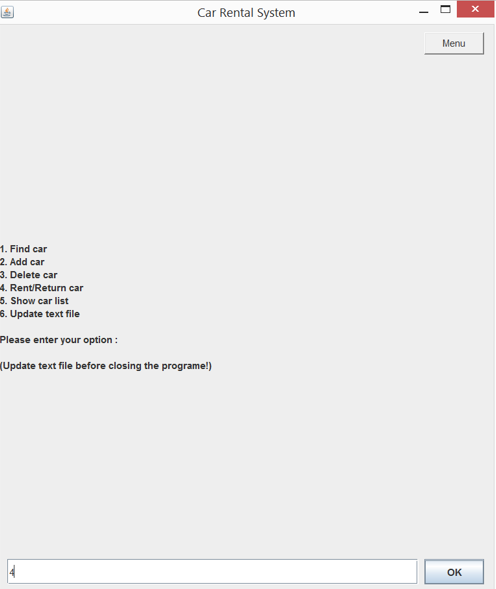 Car Rental System
Menu
1. Find car
2. Add car
3. Delete car
4. Rent/Return car
5. Show car list
6. Update text file
Please enter your option :
(Update text file before closing the programe!)
4
OK